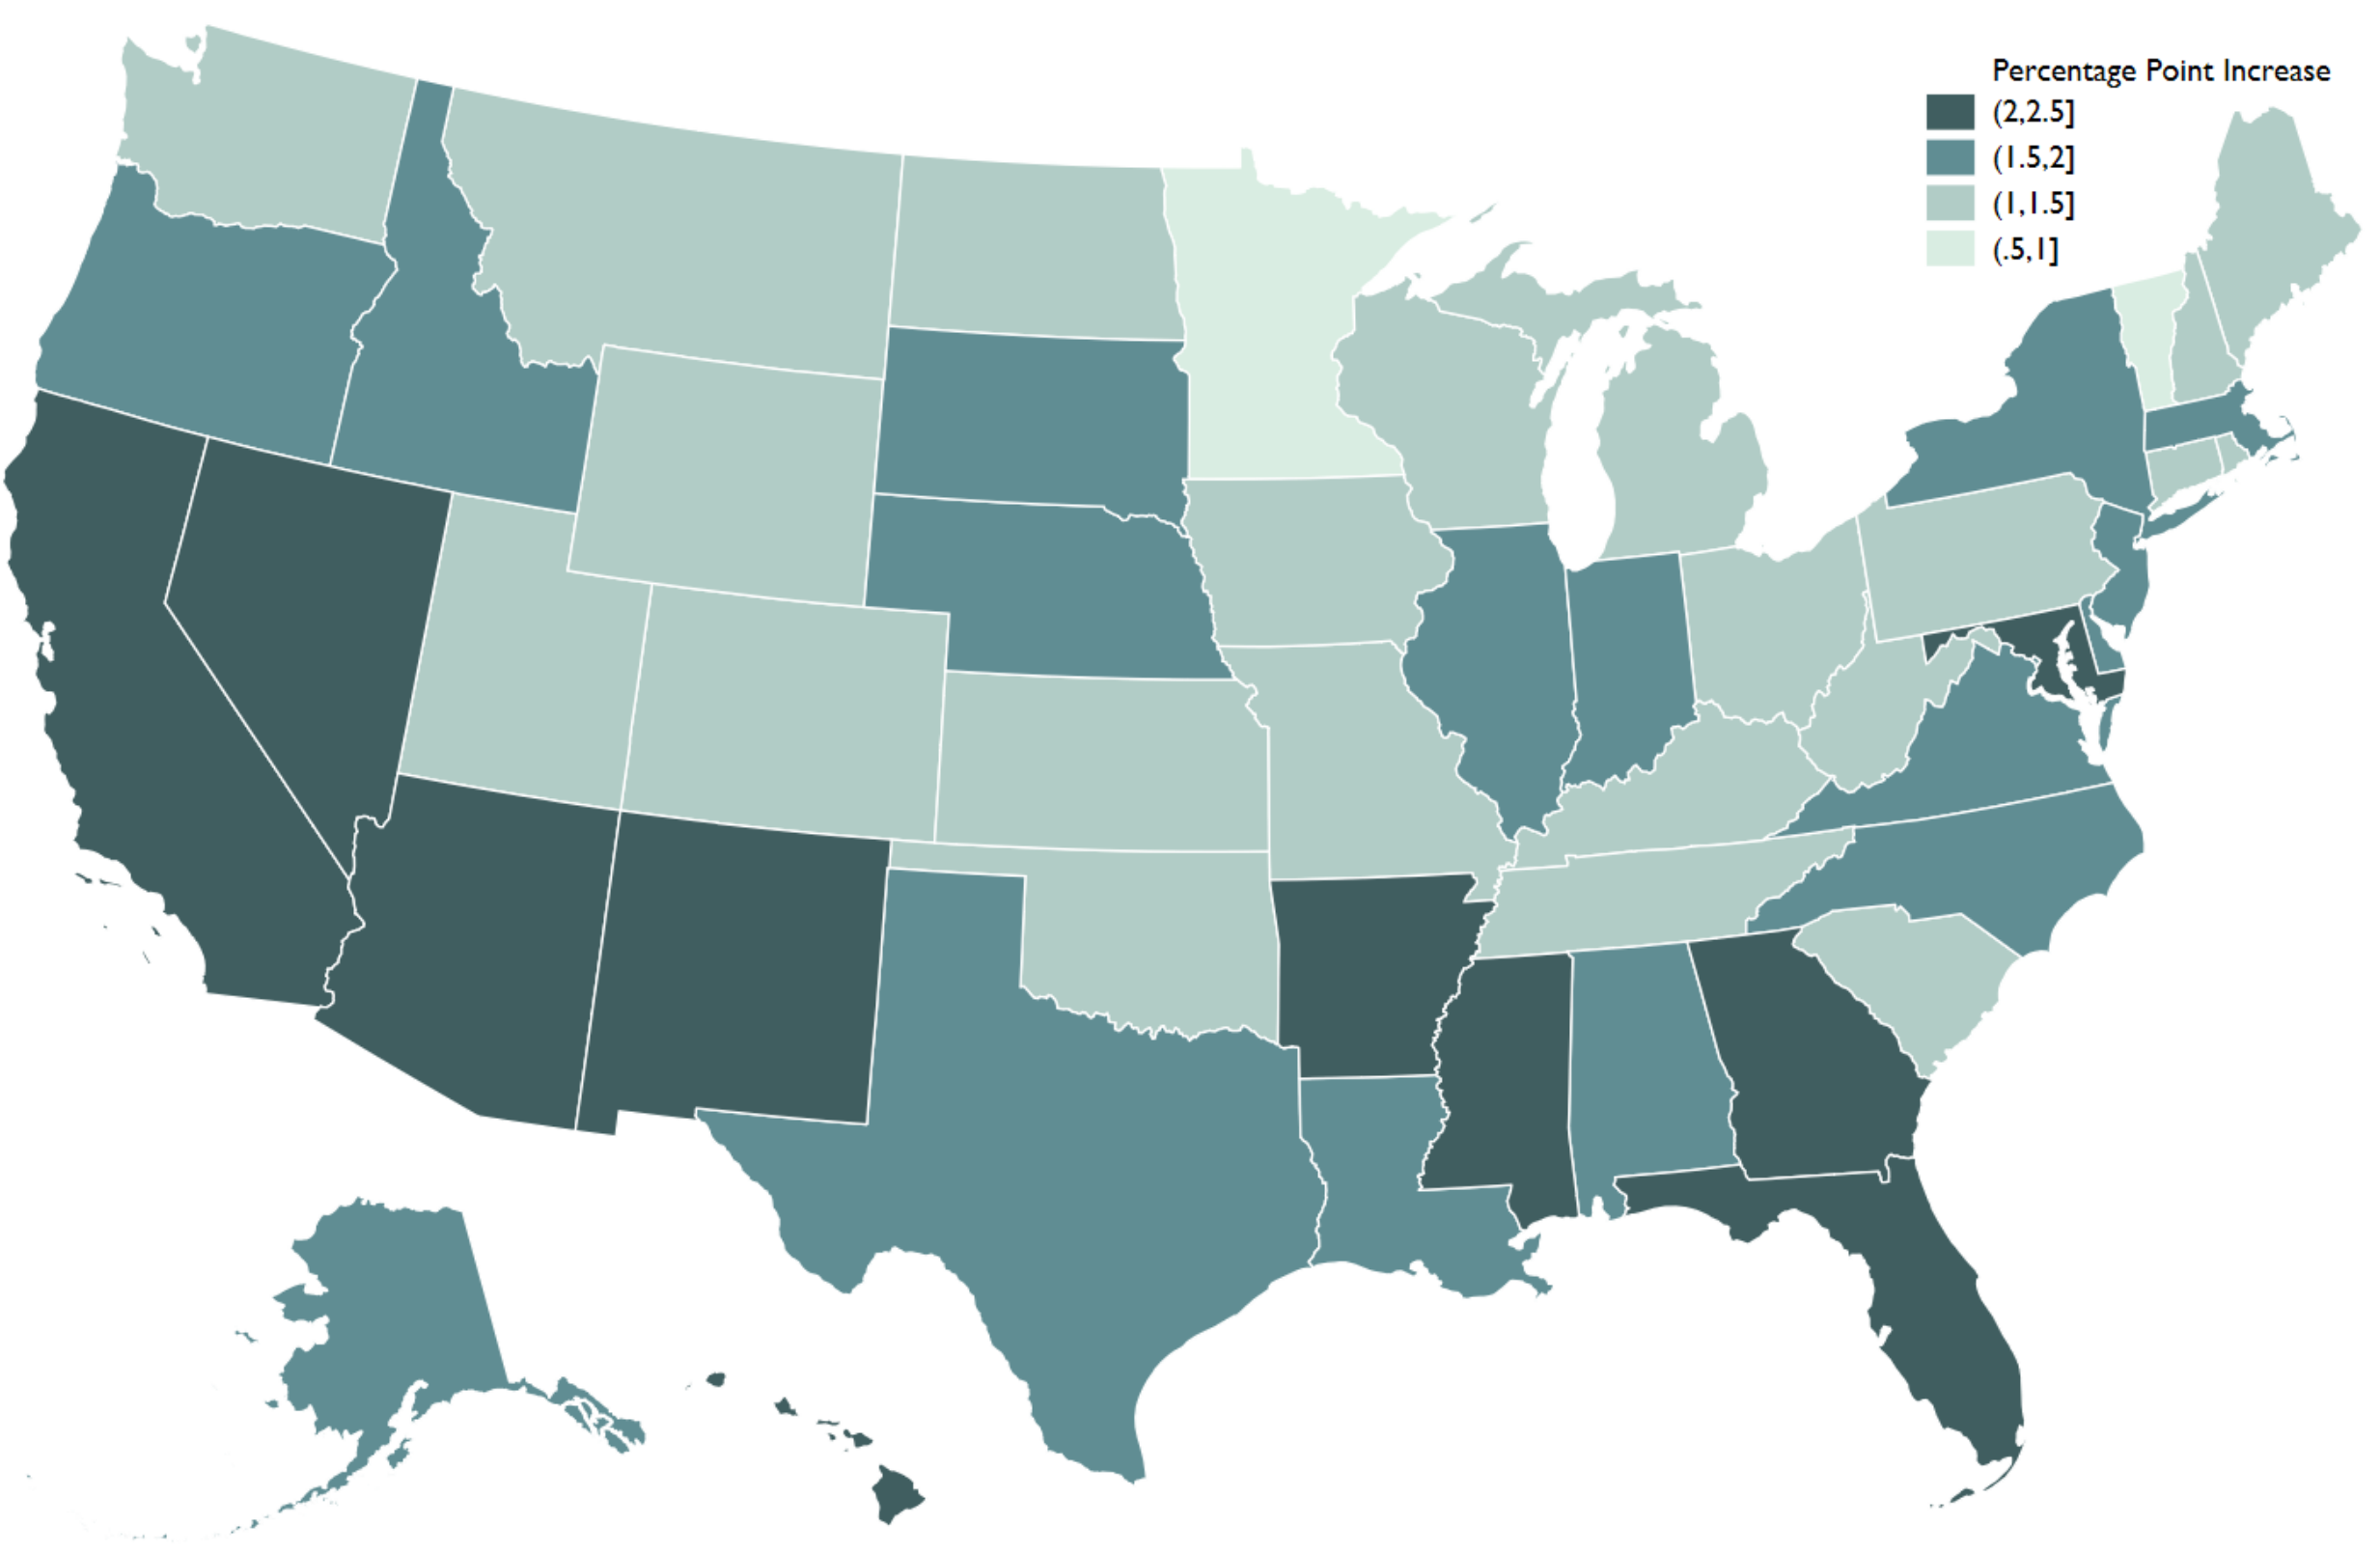 Percentage Point Increase
(2,2.5]
(1.5,2]
(1,1.5]
(.5,1]